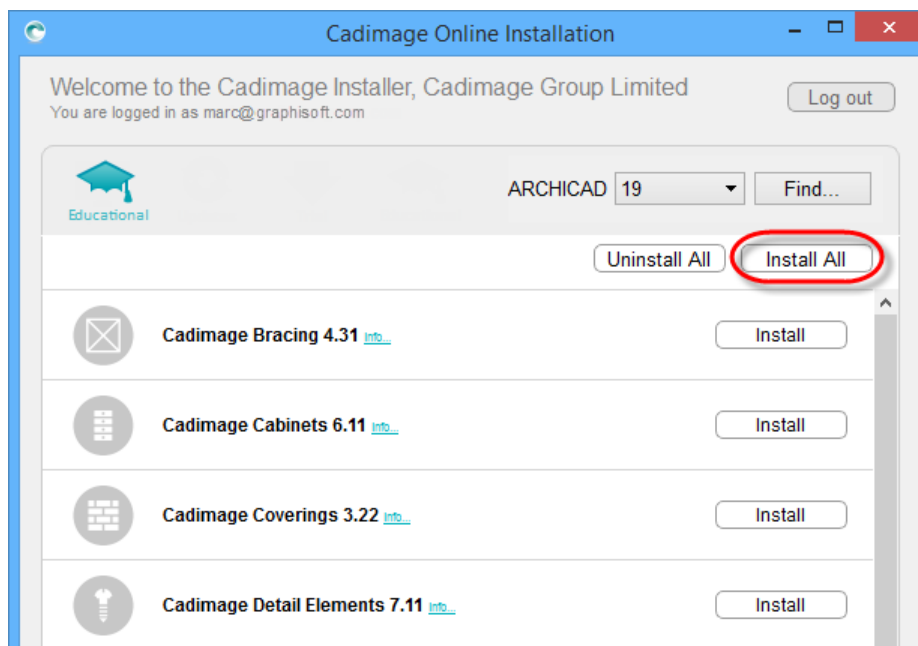 Cadimage Online Installation
Welcome to the Cadimage Installer, Cadimage Group Limited
Log out
You are logged in as marc@graphisoft.com
Educational
ARCHICAD 19 Find...
Uninstall All Install All
Cadimage Bracing 4.31 Info... Install
Cadimage Cabinets 6.11 Info... Install
Cadimage Coverings 3.22 Info... Install
Cadimage Detail Elements 7.11 Info... Install